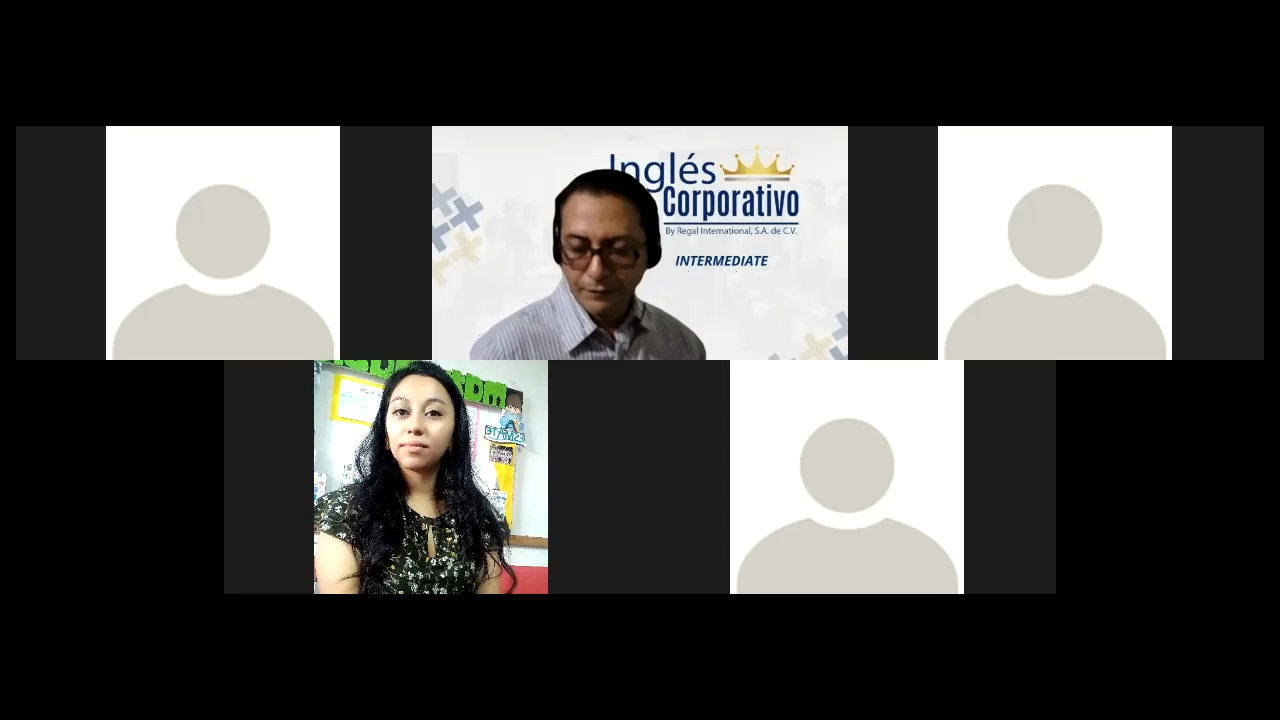 Inglés
Corporativo
By Regal International, S.A. de C.V.
INTERMEDIATE